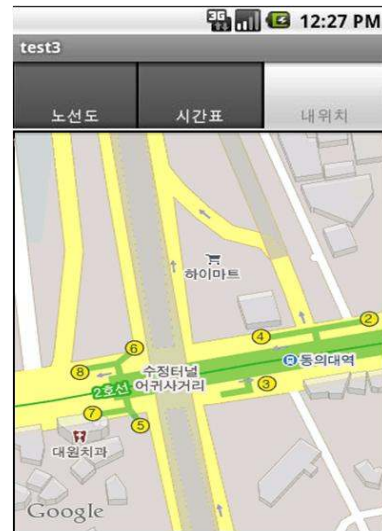 3G 12:27 PM
test3
노선도 시간표 내위치
하이마트
2
4
동의대역
6
8
수정터널
어귀사거리
3
2호선
7
5
대원치과
Google